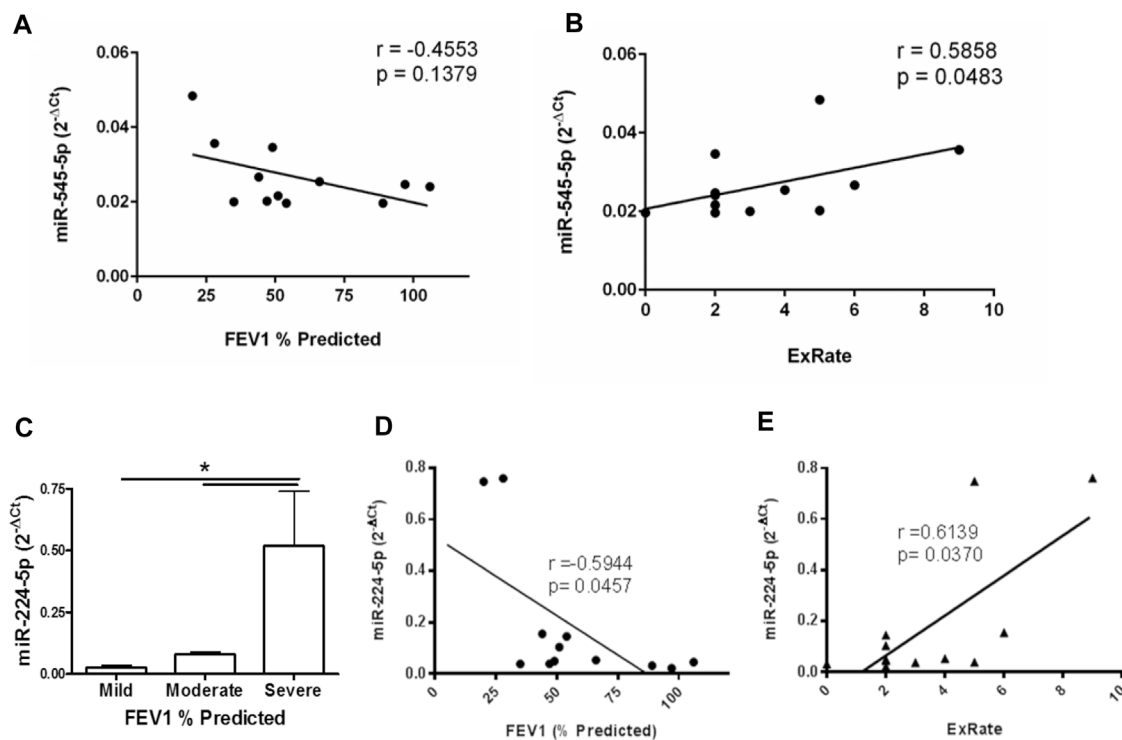 A
r = -0.4553
p = 0.1379
miR-545-5p (2^-ΔCt)
0.06
0.04
0.02
0.00
0 25 50 75 100
FEV1 % Predicted
B
r = 0.5858
p = 0.0483
miR-545-5p (2^-ΔCt)
0.06
0.04
0.02
0.00
0 2 4 6 8 10
ExRate
C
*
miR-224-5p (2^-ΔCt)
0.75
0.50
0.25
0.00
Mild Moderate Severe
FEV1 % Predicted
D
miR-224-5p (2^-ΔCt)
0.8
0.6
0.4
0.2
0.0
r =-0.5944
p= 0.0457
0 25 50 75 100
FEV1 (% Predicted)
E
miR-224-5p (2^-ΔCt)
0.8
0.6
0.4
0.2
0.0
r =0.6139
p= 0.0370
0 2 4 6 8 10
ExRate